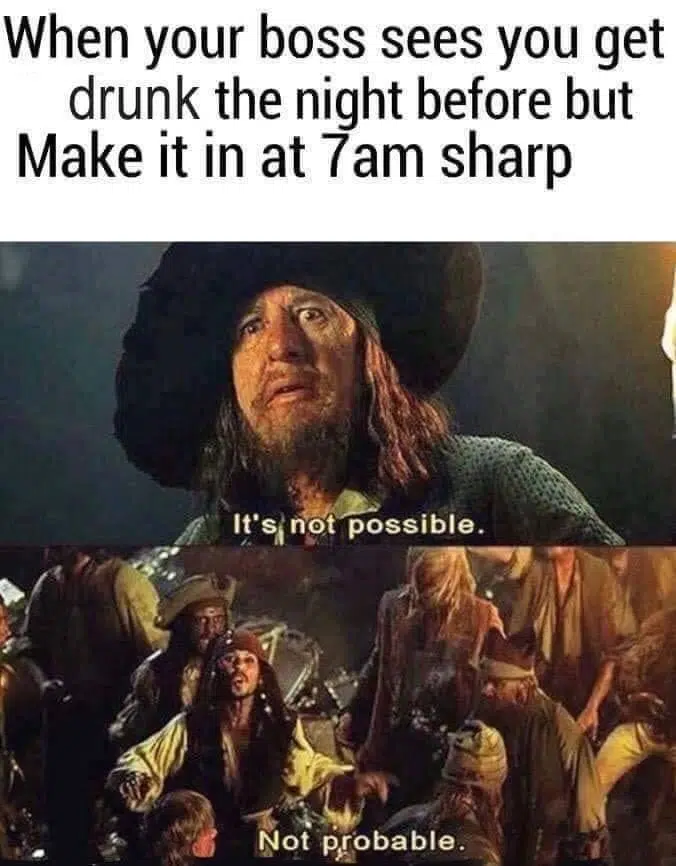 When your boss sees you get
drunk the night before but
Make it in at 7am sharp
It's not possible.
Not probable.